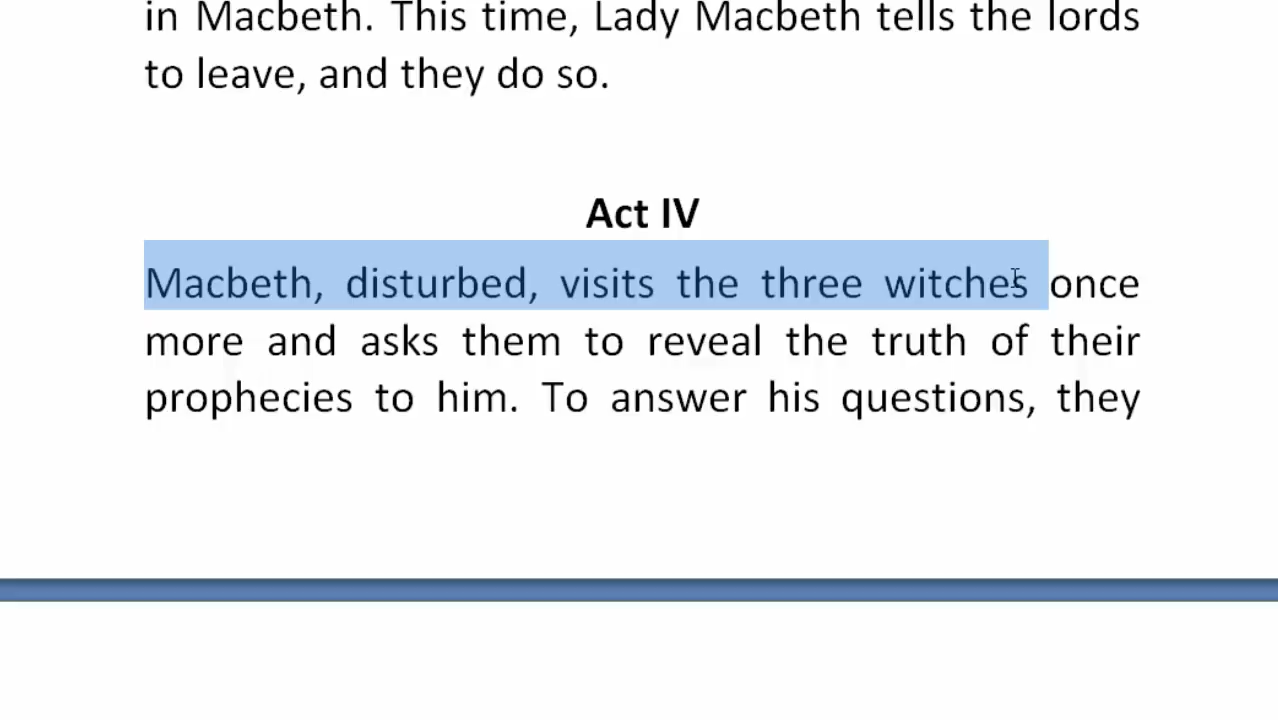 in Macbeth. This time, Lady Macbeth tells the lords
to leave, and they do so.
Act IV
Macbeth, disturbed, visits the three witches once
more and asks them to reveal the truth of their
prophecies to him. To answer his questions, they